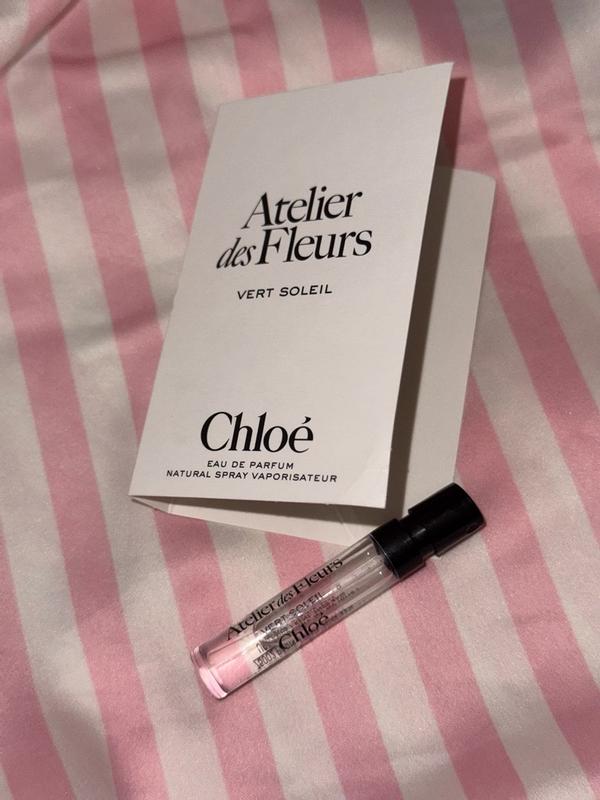 Atelier
des Fleurs
VERT SOLEIL
Chloé
EAU DE PARFUM
NATURAL SPRAY VAPORISATEUR
Atelier des Fleurs
VERT SOLEIL
Chloé